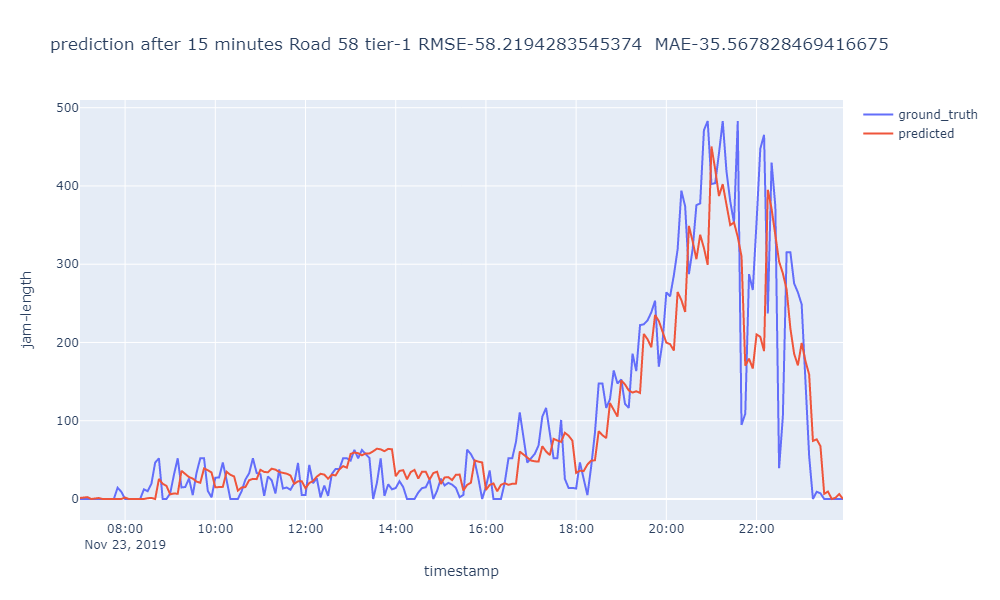 prediction after 15 minutes Road 58 tier-1 RMSE-58.2194283545374 MAE-35.567828469416675
ground_truth
predicted
500
400
300
200
100
0
jam-length
08:00 10:00 12:00 14:00 16:00 18:00 20:00 22:00
Nov 23, 2019
timestamp